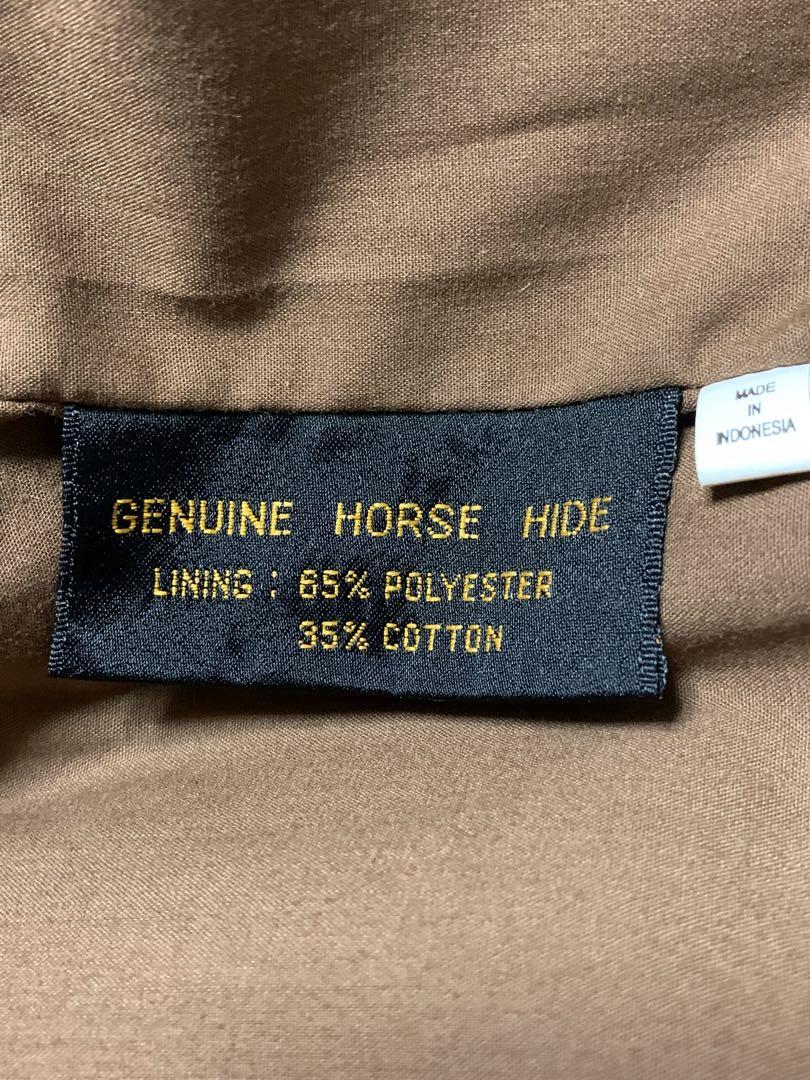 GENUINE HORSE HIDE
LINING : 65% POLYESTER
35% COTTON
MADE
IN
INDONESIA